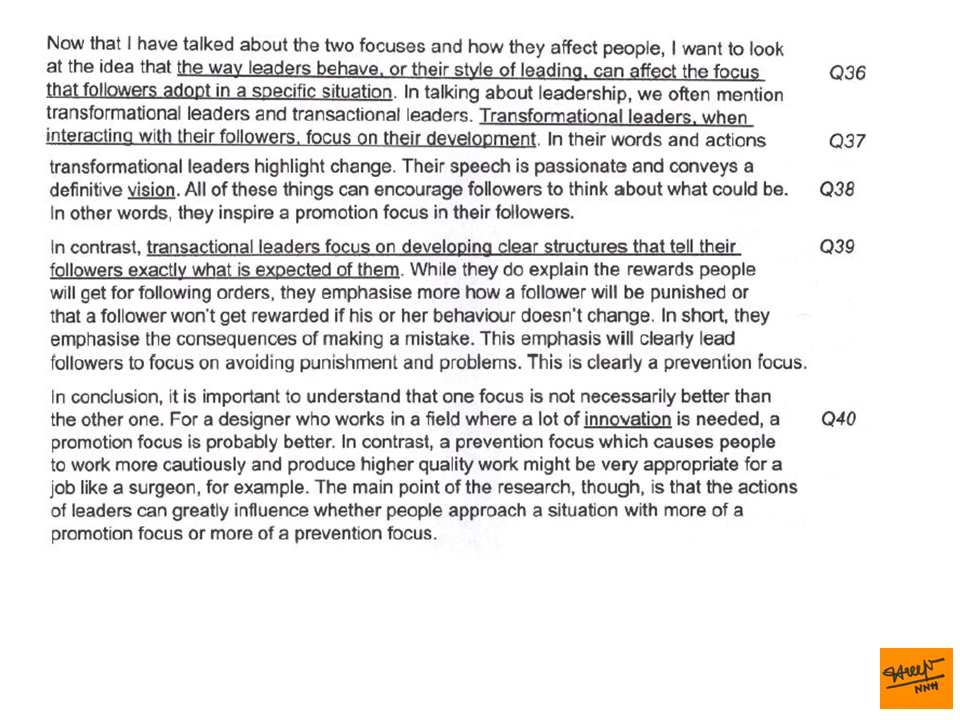 Now that I have talked about the two focuses and how they affect people, I want to look
at the idea that the way leaders behave, or their style of leading, can affect the focus Q36
that followers adopt in a specific situation. In talking about leadership, we often mention
transformational leaders and transactional leaders. Transformational leaders, when
interacting with their followers, focus on their development. In their words and actions Q37
transformational leaders highlight change. Their speech is passionate and conveys a
definitive vision. All of these things can encourage followers to think about what could be. Q38
In other words, they inspire a promotion focus in their followers.
In contrast, transactional leaders focus on developing clear structures that tell their Q39
followers exactly what is expected of them. While they do explain the rewards people
will get for following orders, they emphasise more how a follower will be punished or
that a follower won't get rewarded if his or her behaviour doesn't change. In short, they
emphasise the consequences of making a mistake. This emphasis will clearly lead
followers to focus on avoiding punishment and problems. This is clearly a prevention focus.
In conclusion, it is important to understand that one focus is not necessarily better than
the other one. For a designer who works in a field where a lot of innovation is needed, a Q40
promotion focus is probably better. In contrast, a prevention focus which causes people
to work more cautiously and produce higher quality work might be very appropriate for a
job like a surgeon, for example. The main point of the research, though, is that the actions
of leaders can greatly influence whether people approach a situation with more of a
promotion focus or more of a prevention focus.
NNH